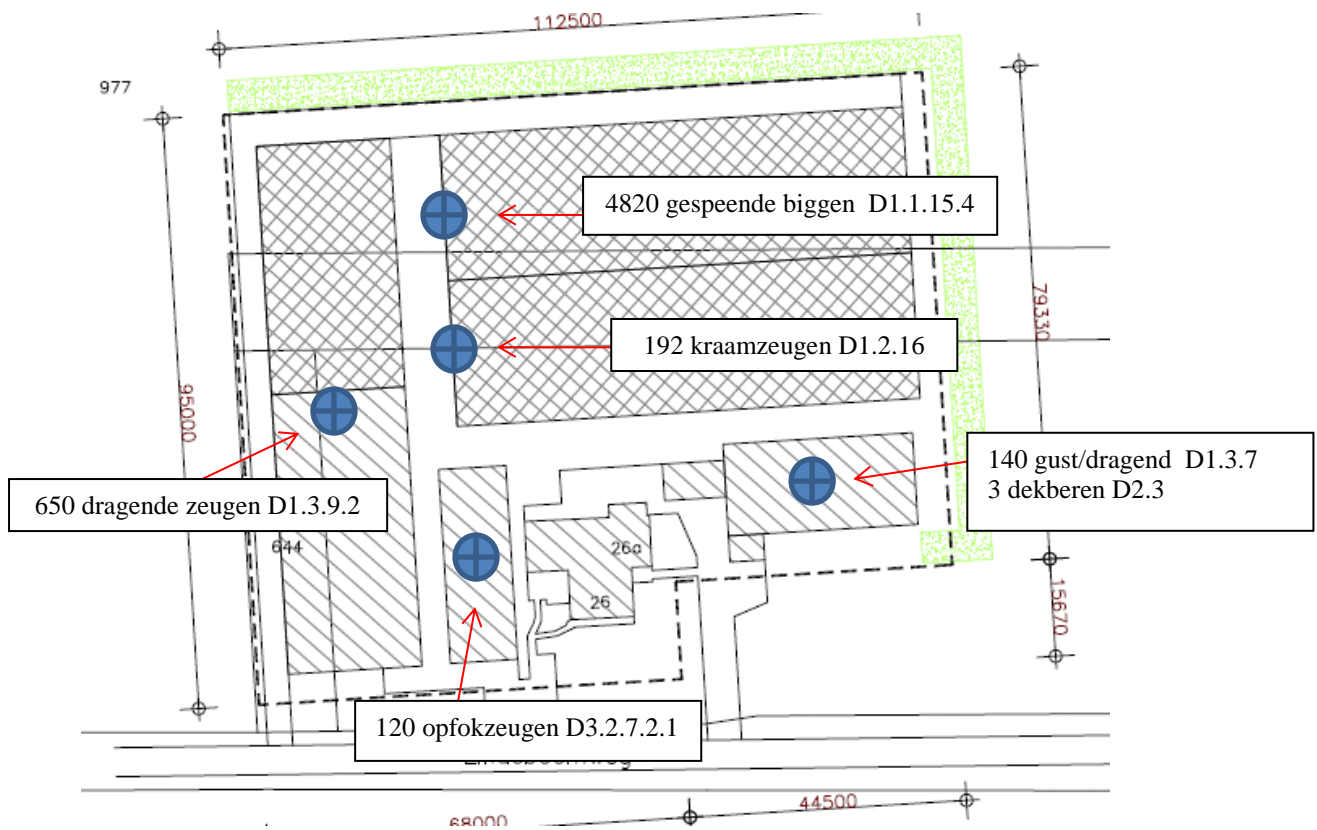 112500
977
4820 gespeende biggen D1.1.15.4
79330
192 kraamzeugen D1.2.16
95000
140 gust/dragend D1.3.7
3 dekberen D2.3
650 dragende zeugen D1.3.9.2
644
26a
26
15670
120 opfokzeugen D3.2.7.2.1
44500
68000